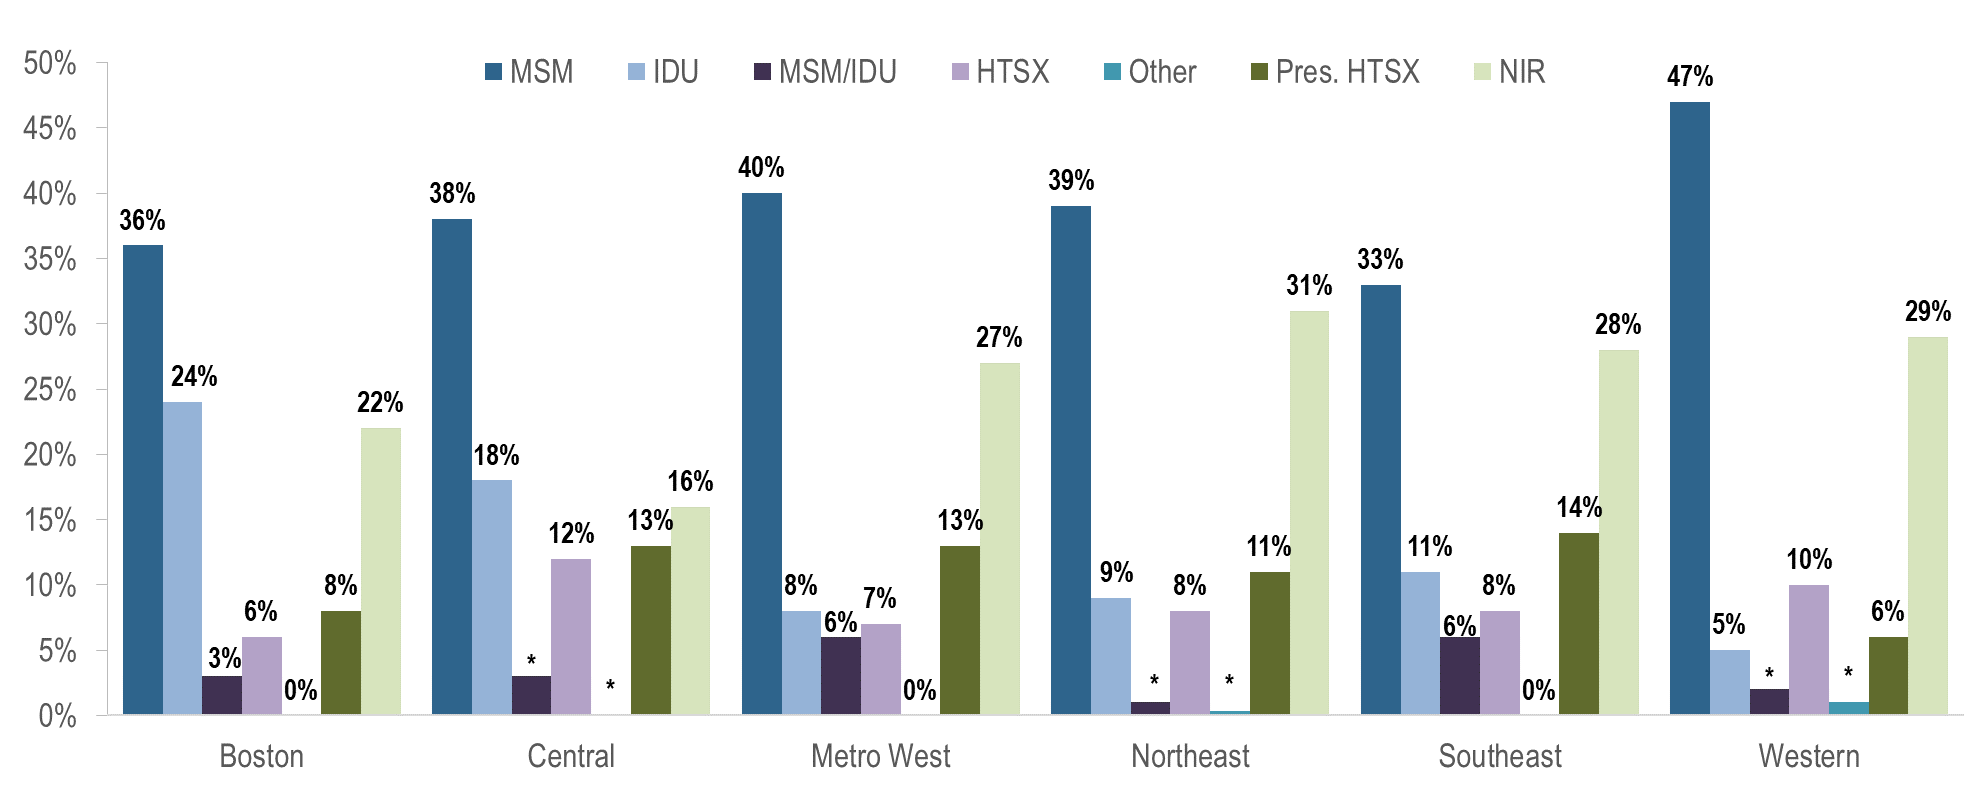 MSM IDU MSM/IDU HTSX Other Pres. HTSX NIR
50%
45%
40%
35%
30%
25%
20%
15%
10%
5%
0%
36% 24% 3% 6% 0% 8% 22%
38% 18% * 12% * 13% 16%
40% 8% 6% 7% 0% 13% 27%
39% 9% * 8% * 11% 31%
33% 11% 6% 8% 0% 14% 28%
47% 5% * 10% * 6% 29%
Boston Central Metro West Northeast Southeast Western